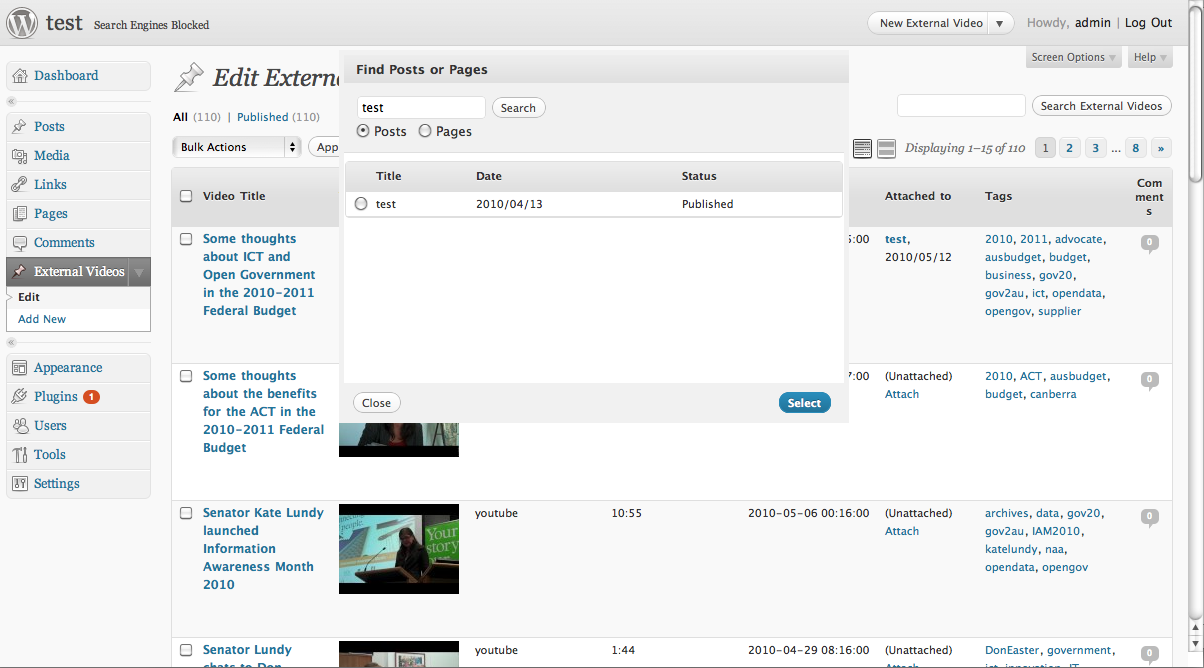 test Search Engines Blocked
New External Video
Howdy, admin | Log Out
Screen Options
Help
Dashboard
Posts
Media
Links
Pages
Comments
External Videos
Edit
Add New
Appearance
Plugins 1
Users
Tools
Settings
Edit Extern
All (110) | Published (110)
Search External Videos
Bulk Actions
App
Displaying 1–15 of 110
1 2 3 ... 8 »
Find Posts or Pages
test
Search
Posts Pages
Title Date Status
test 2010/04/13 Published
Close
Select
Video Title
Attached to
Tags
Com
ment
s
Some thoughts
about ICT and
Open Government
in the 2010-2011
Federal Budget
5:00
test,
2010/05/12
2010, 2011, advocate,
ausbudget, budget,
business, gov20,
gov2au, ict, opendata,
opengov, supplier
0
Some thoughts
about the benefits
for the ACT in the
2010-2011 Federal
Budget
7:00
(Unattached)
Attach
2010, ACT, ausbudget,
budget, canberra
0
Senator Kate Lundy
launched
Information
Awareness Month
2010
people.
Your
story
youtube
10:55
2010-05-06 00:16:00
(Unattached)
Attach
archives, data, gov20,
gov2au, IAM2010,
katelundy, naa,
opendata, opengov
0
Senator Lundy
chats to Don
youtube
1:44
2010-04-29 08:16:00
(Unattached)
Attach
DonEaster, government,
ict, innovation, IT
0